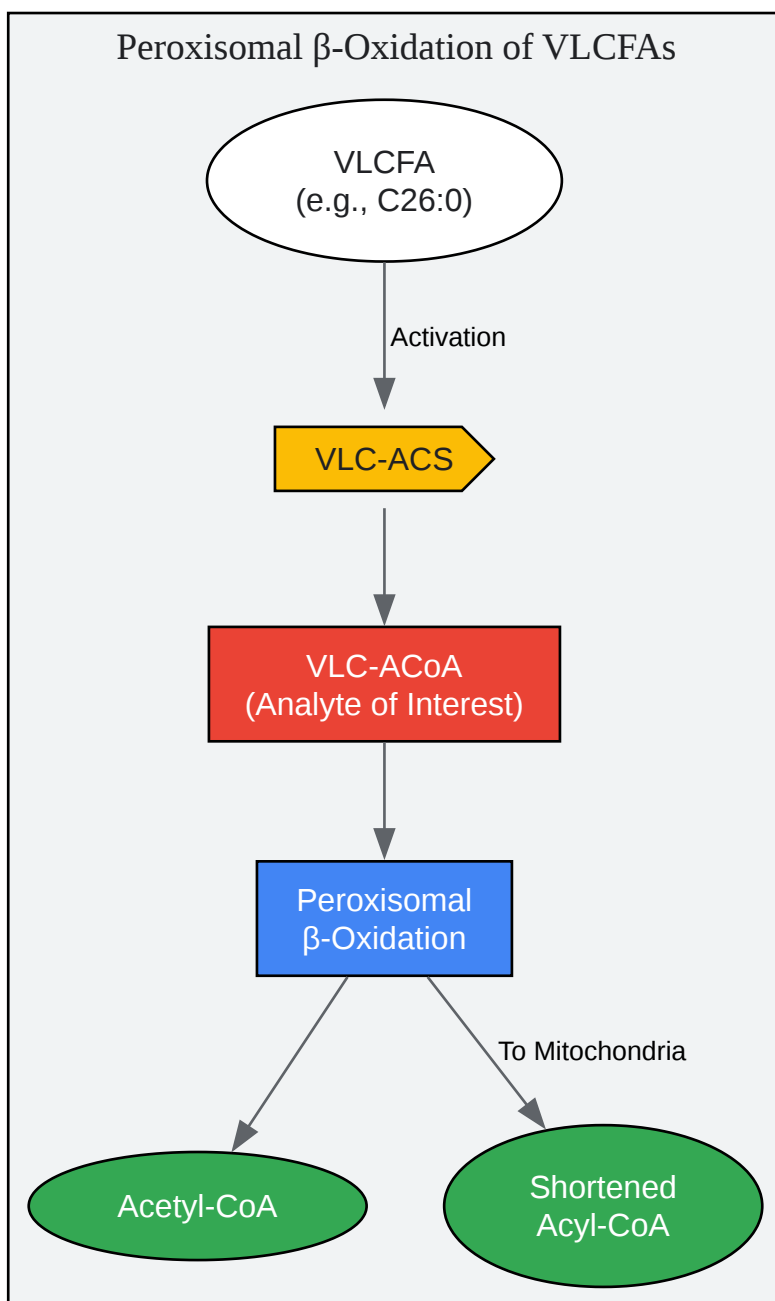 Peroxisomal β-Oxidation of VLCFAs
VLCFA
(e.g., C26:0)
Activation
VLC-ACS
VLC-ACoA
(Analyte of Interest)
Peroxisomal
β-Oxidation
To Mitochondria
Acetyl-CoA
Shortened
Acyl-CoA